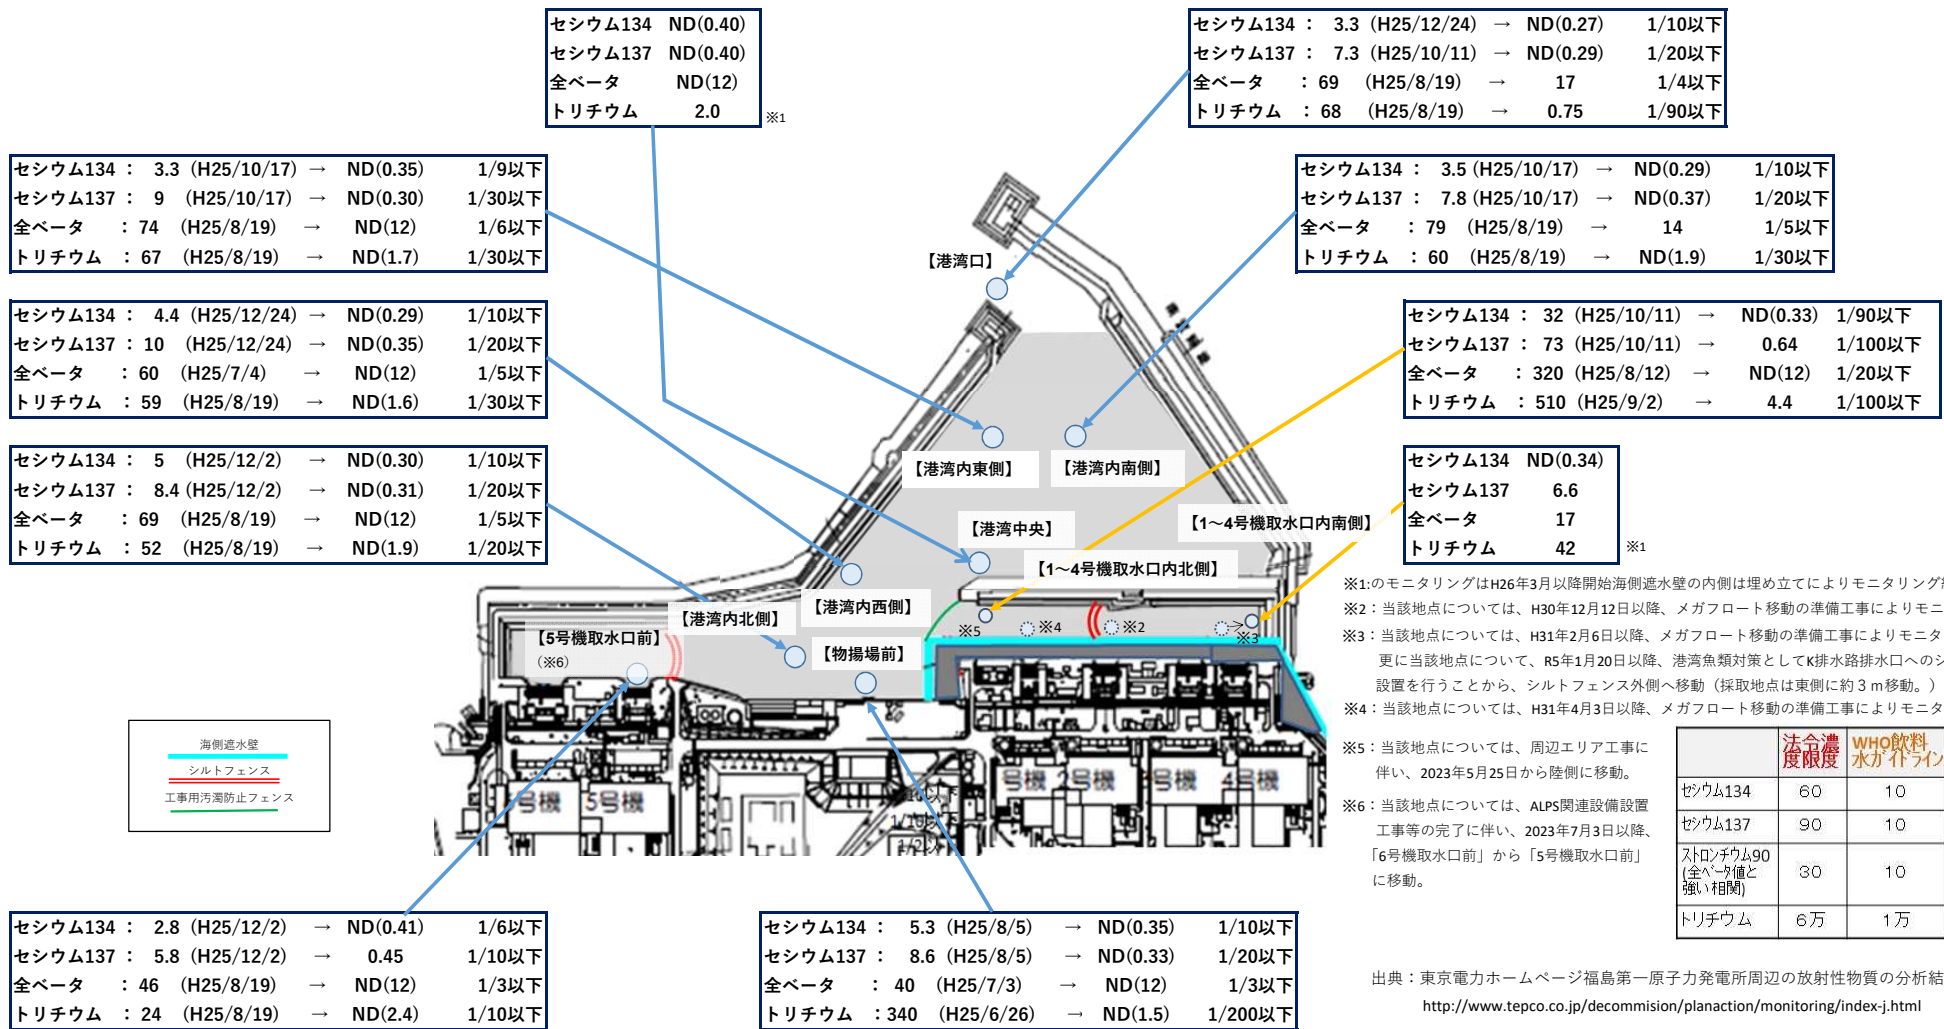 セシウム134 ND(0.40)
セシウム137 ND(0.40)
全ベータ ND(12)
トリチウム 2.0 ※1
セシウム134： 3.3 (H25/12/24) → ND(0.27) 1/10以下
セシウム137： 7.3 (H25/10/11) → ND(0.29) 1/20以下
全ベータ ：69 (H25/8/19) → 17 1/4以下
トリチウム ：68 (H25/8/19) → 0.75 1/90以下
セシウム134： 3.3 (H25/10/17) → ND(0.35) 1/9以下
セシウム137： 9 (H25/10/17) → ND(0.30) 1/30以下
全ベータ ：74 (H25/8/19) → ND(12) 1/6以下
トリチウム ：67 (H25/8/19) → ND(1.7) 1/30以下
セシウム134： 3.5 (H25/10/17) → ND(0.29) 1/10以下
セシウム137： 7.8 (H25/10/17) → ND(0.37) 1/20以下
全ベータ ：79 (H25/8/19) → 14 1/5以下
トリチウム ：60 (H25/8/19) → ND(1.9) 1/30以下
セシウム134： 4.4 (H25/12/24) → ND(0.29) 1/10以下
セシウム137：10 (H25/12/24) → ND(0.35) 1/20以下
全ベータ ：60 (H25/7/4) → ND(12) 1/5以下
トリチウム ：59 (H25/8/19) → ND(1.6) 1/30以下
セシウム134：32 (H25/10/11) → ND(0.33) 1/90以下
セシウム137：73 (H25/10/11) → 0.64 1/100以下
全ベータ ：320 (H25/8/12) → ND(12) 1/20以下
トリチウム ：510 (H25/9/2) → 4.4 1/100以下
セシウム134： 5 (H25/12/2) → ND(0.30) 1/10以下
セシウム137： 8.4 (H25/12/2) → ND(0.31) 1/20以下
全ベータ ：69 (H25/8/19) → ND(12) 1/5以下
トリチウム ：52 (H25/8/19) → ND(1.9) 1/20以下
セシウム134 ND(0.34)
セシウム137 6.6
全ベータ 17
トリチウム 42 ※1
【港湾口】
【港湾内東側】
【港湾内南側】
【港湾中央】
【1～4号機取水口内南側】
【1～4号機取水口内北側】
【港湾内西側】
【港湾内北側】
【5号機取水口前】
（※6）
【物揚場前】
※5
※4
※2
※3
海側遮水壁
シルトフェンス
工事用汚濁防止フェンス
号機
5号機
号機
2号機
3号機
4号機
※1:のモニタリングはH26年3月以降開始海側遮水壁の内側は埋め立てによりモニタリング
※2：当該地点については、H30年12月12日以降、メガフロート移動の準備工事によりモニ
※3：当該地点については、H31年2月6日以降、メガフロート移動の準備工事によりモニタ
更に当該地点について、R5年1月20日以降、港湾魚類対策としてK排水路排水口へのシ
設置を行うことから、シルトフェンス外側へ移動（採取地点は東側に約３ｍ移動。）
※4：当該地点については、H31年4月3日以降、メガフロート移動の準備工事によりモニタ
※5：当該地点については、周辺エリア工事に
伴い、2023年5月25日から陸側に移動。
※6：当該地点については、ALPS関連設備設置
工事等の完了に伴い、2023年7月3日以降、
「6号機取水口前」から「5号機取水口前」
に移動。
法令濃度限度 WHO飲料水ガイドライン
セシウム134 60 10
セシウム137 90 10
ストロンチウム90(全ベータ値と強い相関) 30 10
トリチウム 6万 1万
セシウム134： 2.8 (H25/12/2) → ND(0.41) 1/6以下
セシウム137： 5.8 (H25/12/2) → 0.45 1/10以下
全ベータ ：46 (H25/8/19) → ND(12) 1/3以下
トリチウム ：24 (H25/8/19) → ND(2.4) 1/10以下
セシウム134： 5.3 (H25/8/5) → ND(0.35) 1/10以下
セシウム137： 8.6 (H25/8/5) → ND(0.33) 1/20以下
全ベータ ：40 (H25/7/3) → ND(12) 1/3以下
トリチウム ：340 (H25/6/26) → ND(1.5) 1/200以下
出典：東京電力ホームページ福島第一原子力発電所周辺の放射性物質の分析結
http://www.tepco.co.jp/decommision/planaction/monitoring/index-j.html